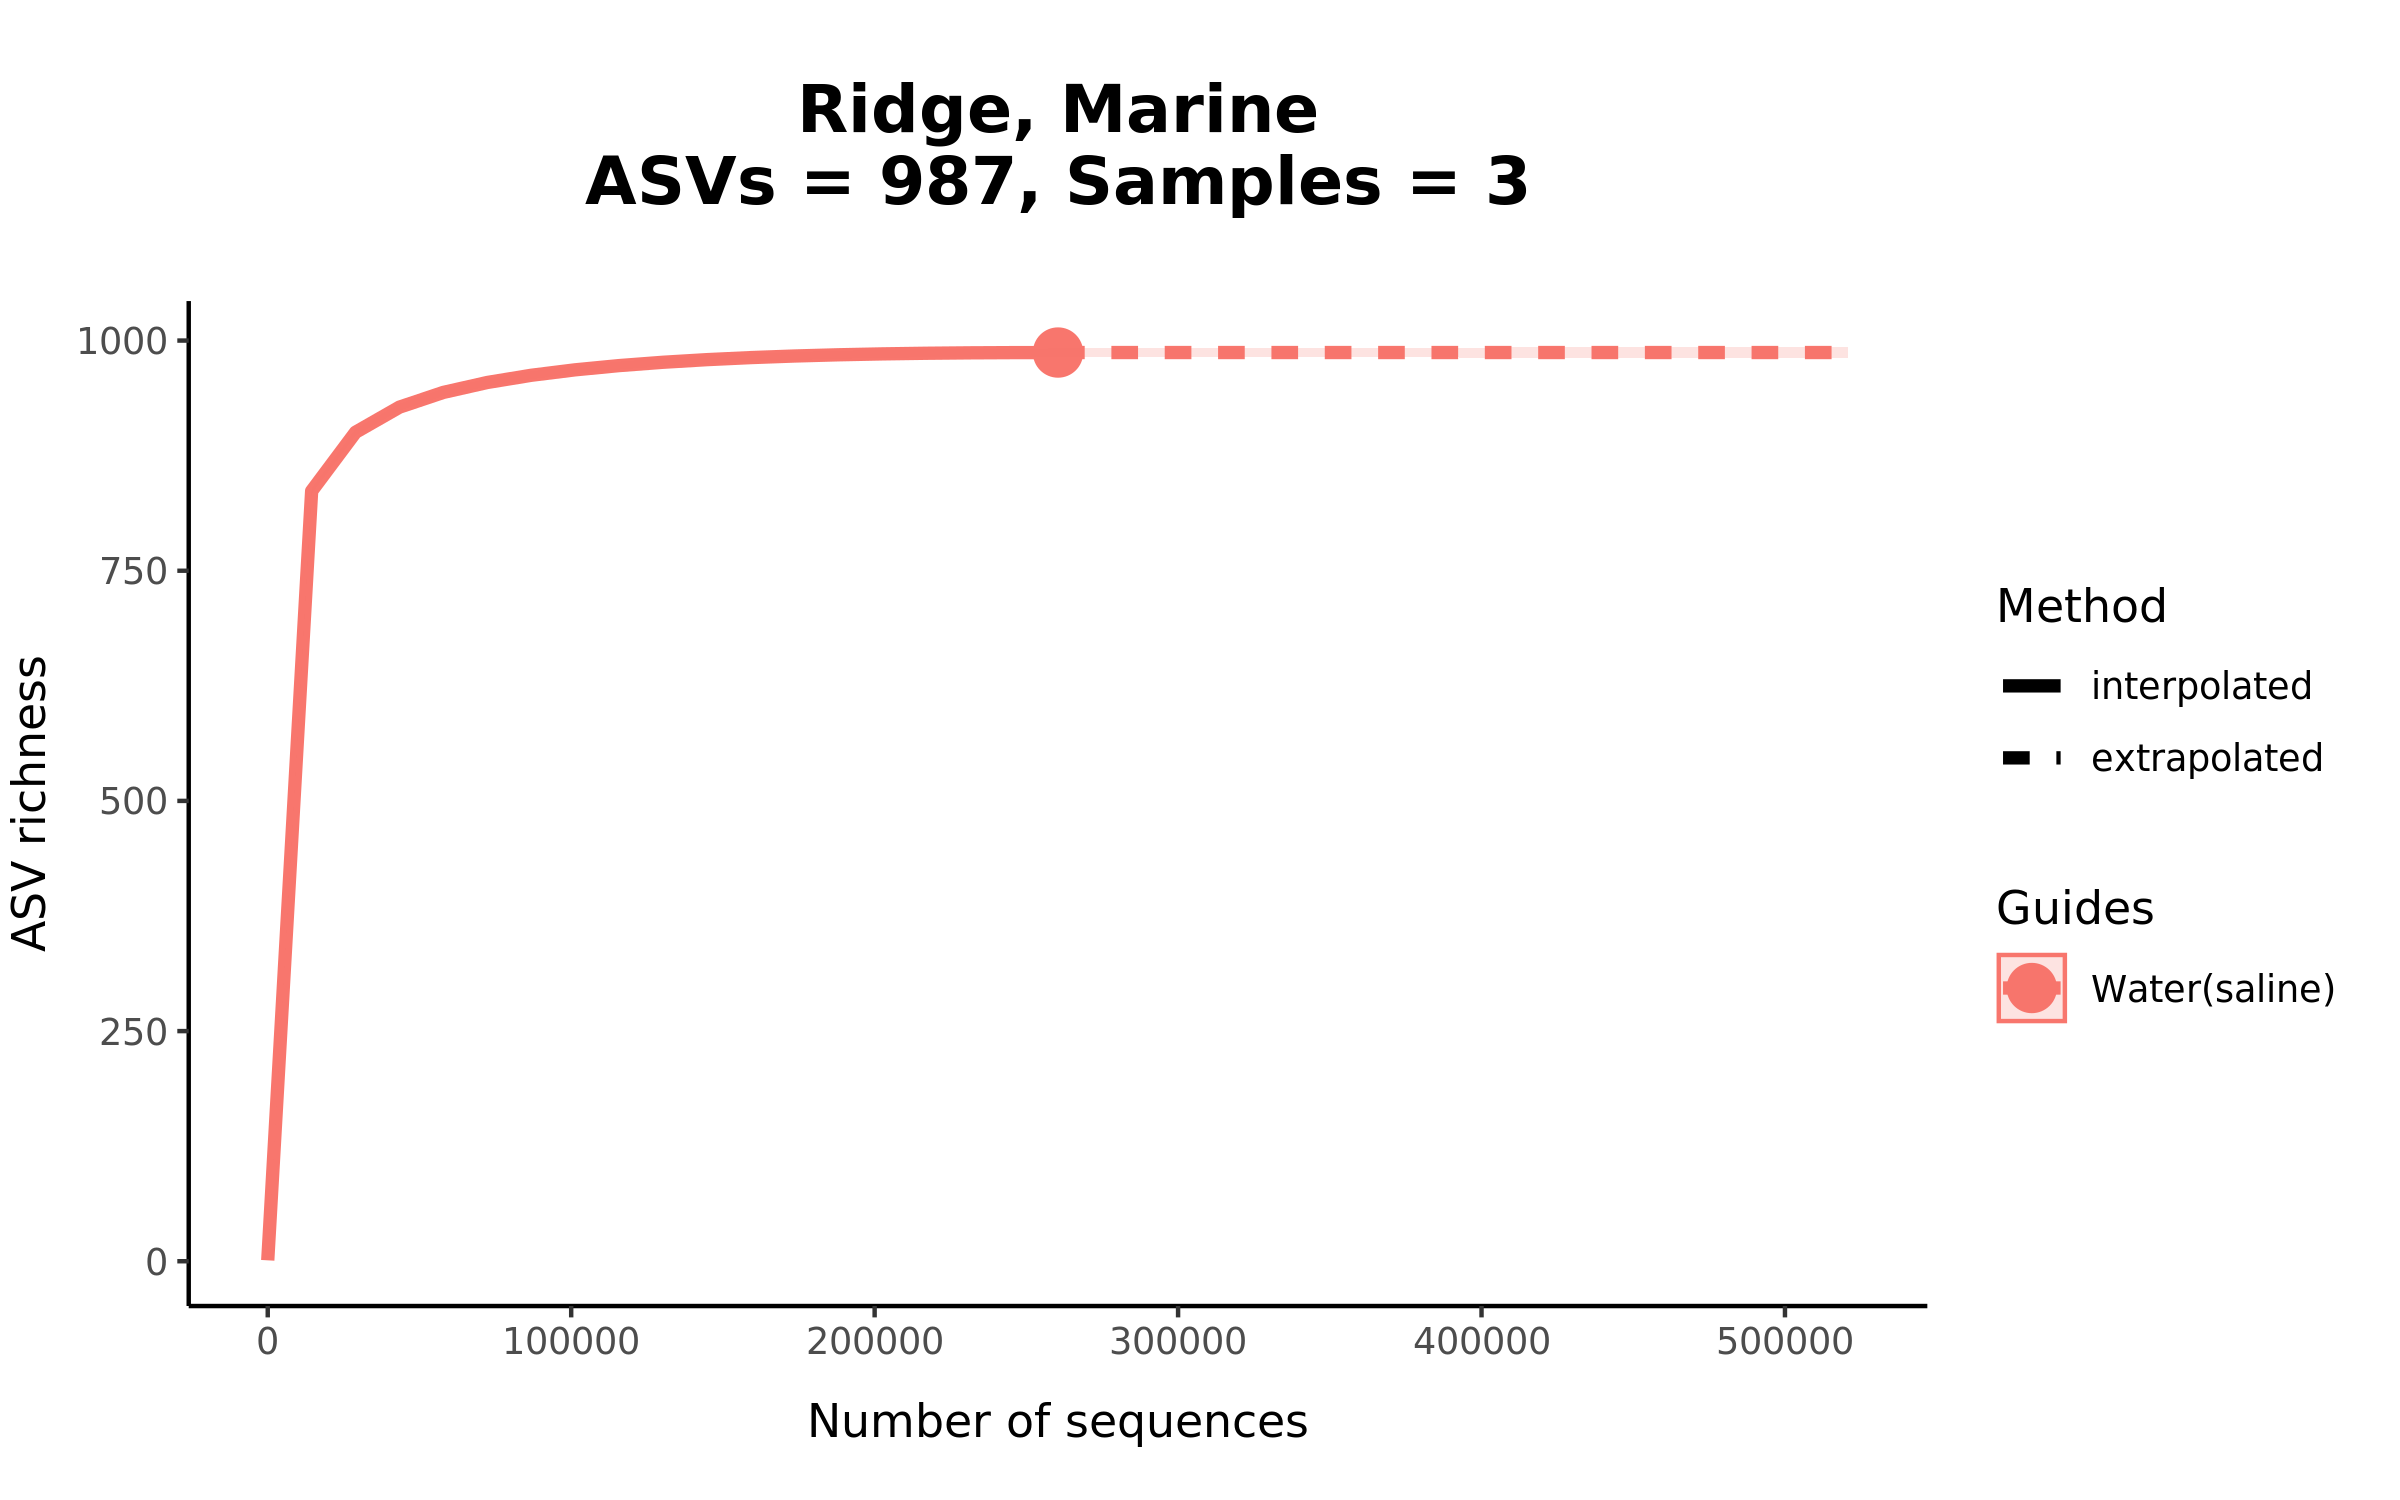 Ridge, Marine
ASVs = 987, Samples = 3
ASV richness
1000
750
500
250
0
0 100000 200000 300000 400000 500000
Number of sequences
Method
interpolated
extrapolated
Guides
Water(saline)